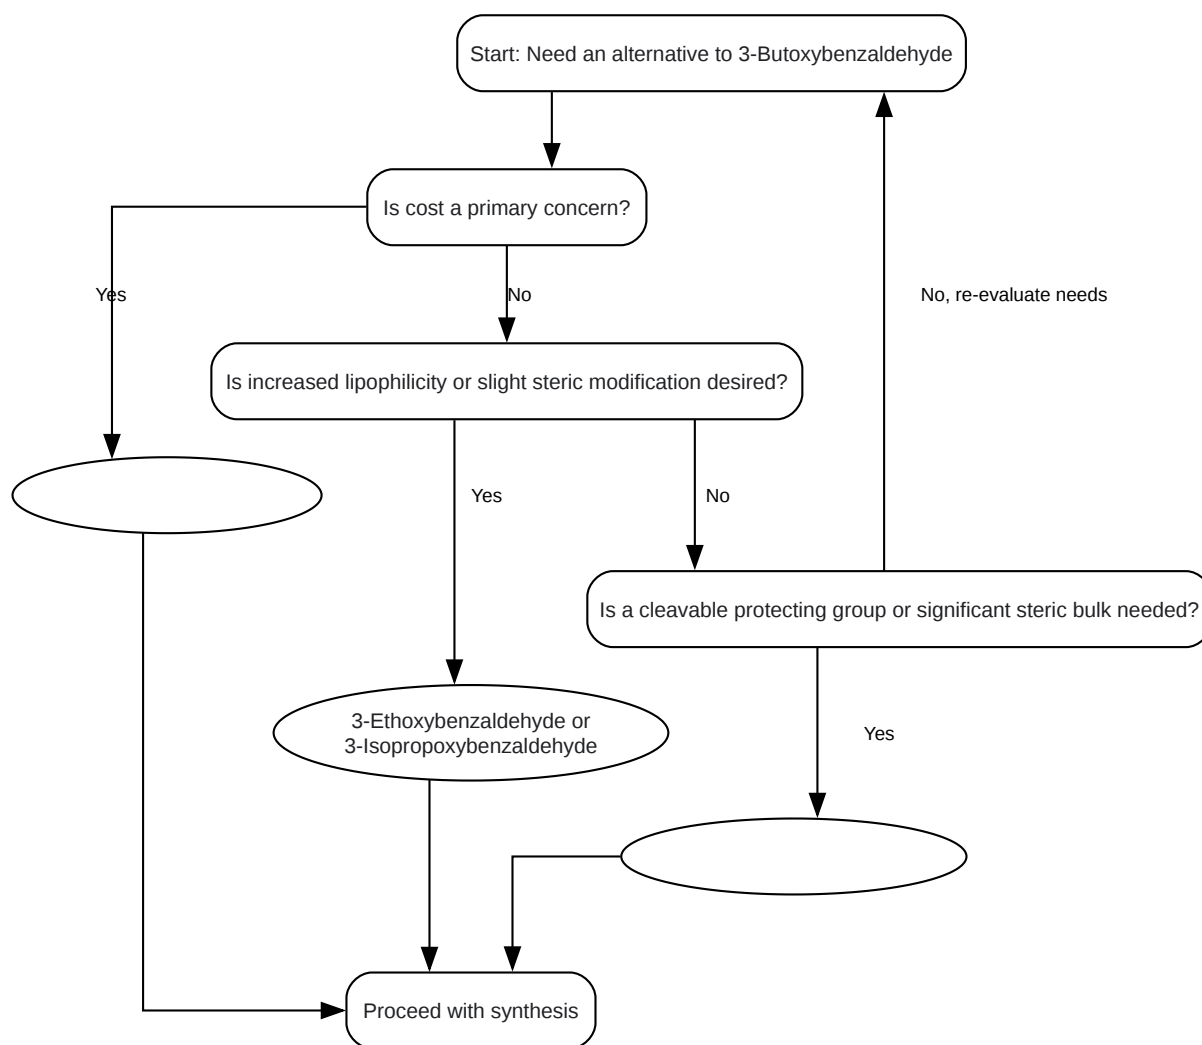 Start: Need an alternative to 3-Butoxybenzaldehyde
Is cost a primary concern?
Yes
No
No, re-evaluate needs
Is increased lipophilicity or slight steric modification desired?
Yes
No
Is a cleavable protecting group or significant steric bulk needed?
3-Ethoxybenzaldehyde or
3-Isopropoxybenzaldehyde
Yes
Proceed with synthesis